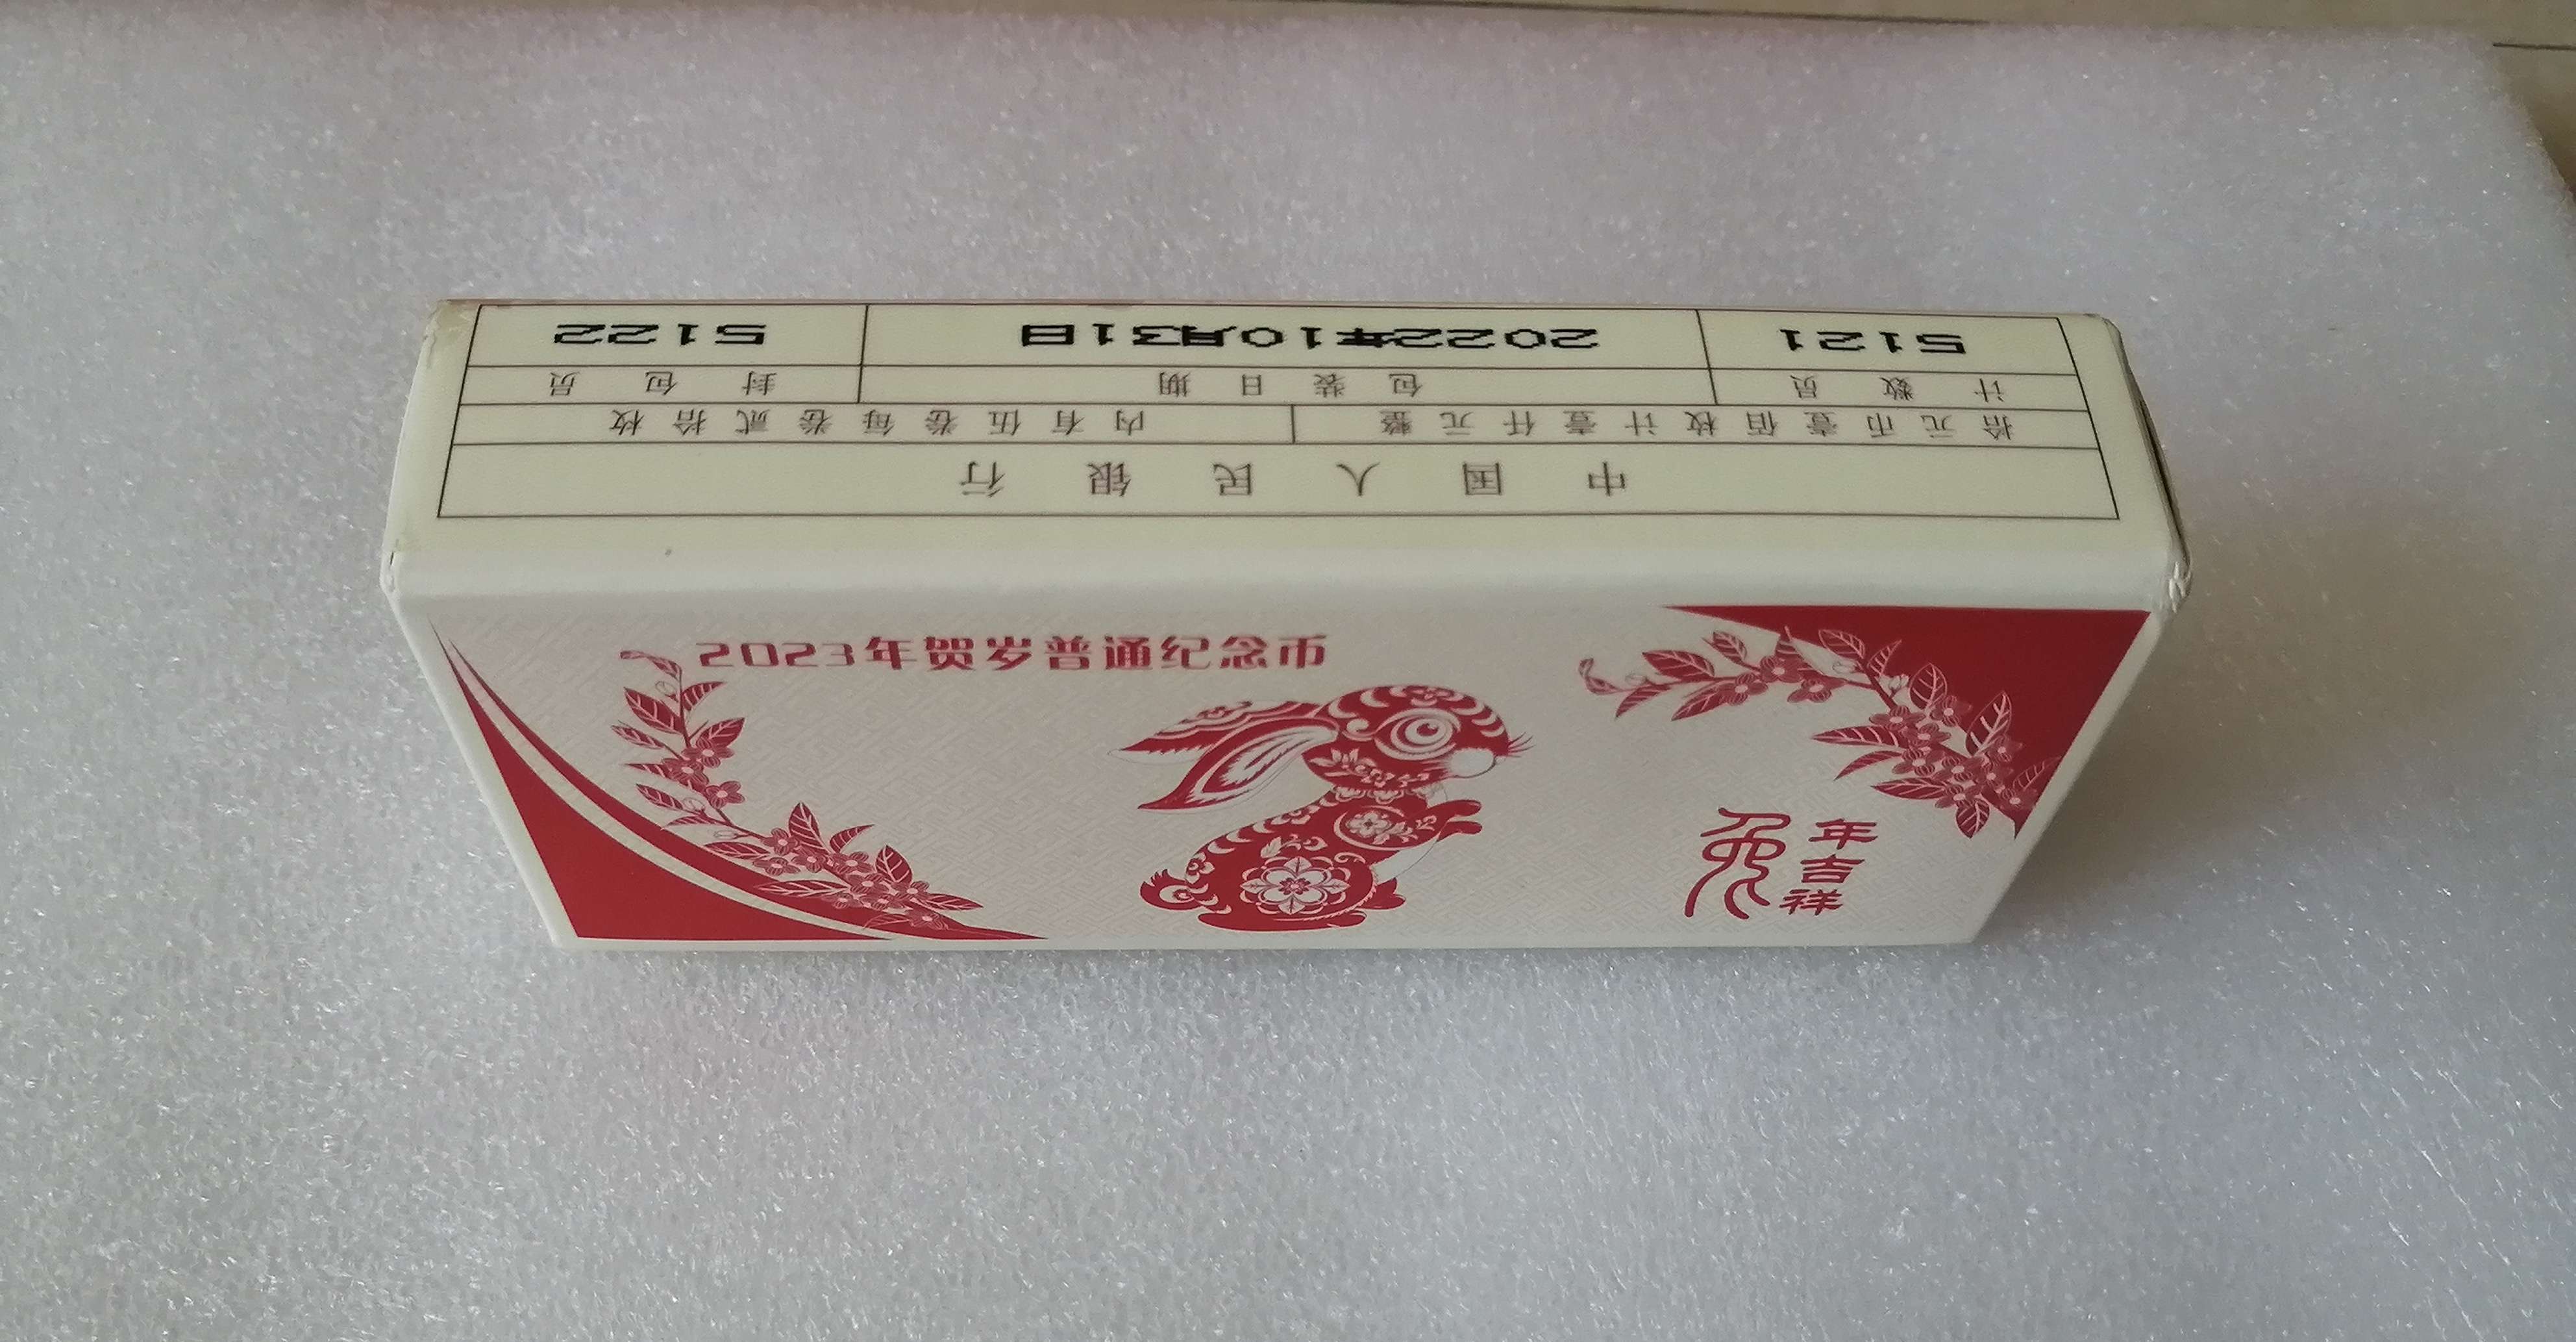 中国人民银行
拾元币壹佰枚计壹仟元整 内有伍卷每卷贰拾枚
计数员 包装日期 封包员
5121 2022年10月31日 5122
2023年贺岁普通纪念币
兔
年吉祥